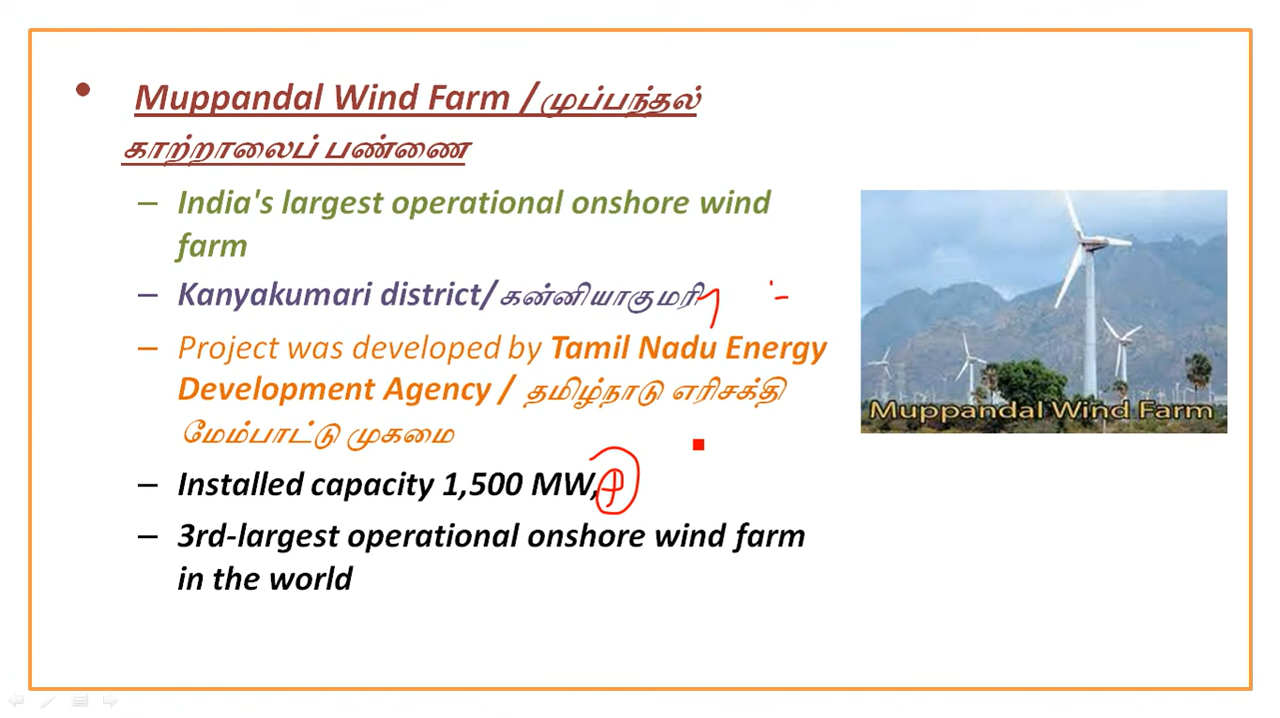 • Muppandal Wind Farm / முப்பந்தல்
காற்றாலைப் பண்ணை
– India's largest operational onshore wind
farm
– Kanyakumari district/ கன்னியாகுமரி
– Project was developed by Tamil Nadu Energy
Development Agency / தமிழ்நாடு எரிசக்தி
மேம்பாட்டு முகமை
– Installed capacity 1,500 MW,
– 3rd-largest operational onshore wind farm
in the world
Muppandal Wind Farm